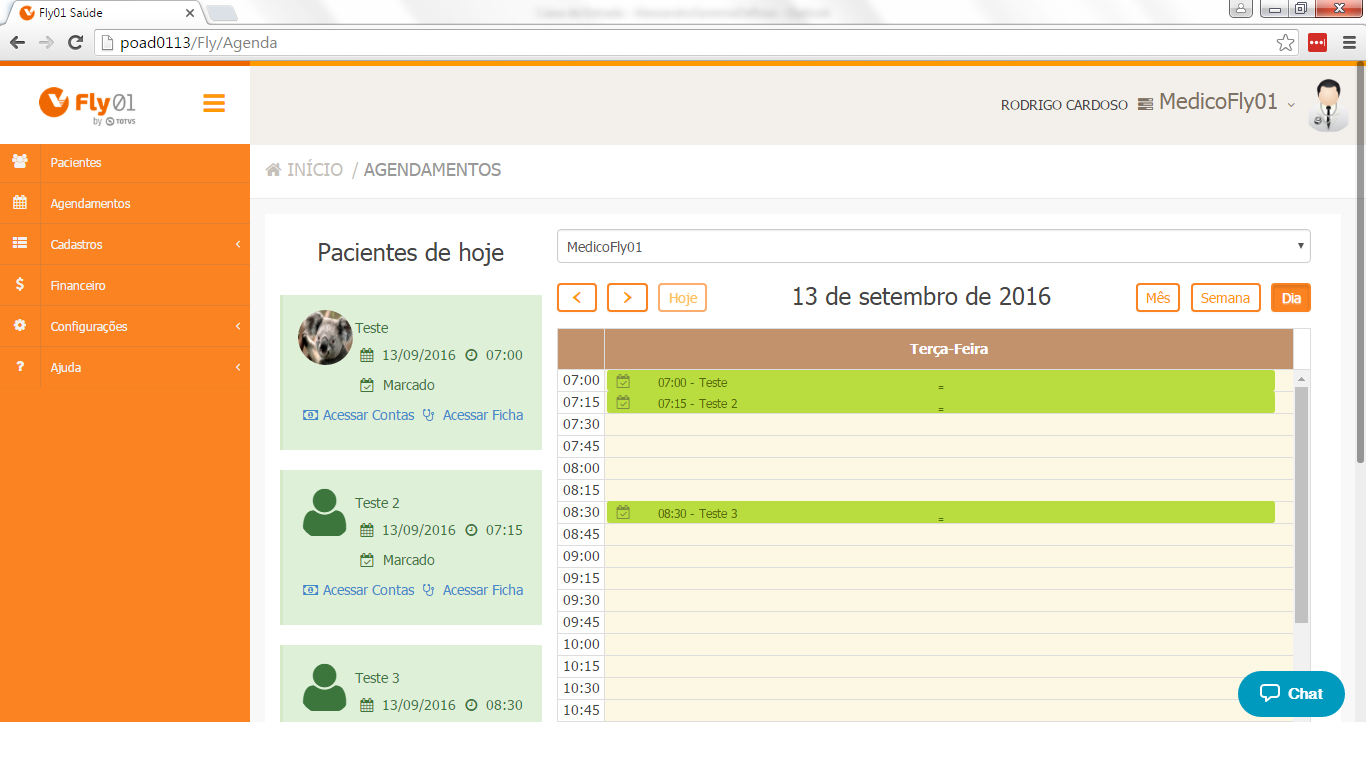 Fly01 Saúde
poad0113/Fly/Agenda
Fly01
by TOTVS
RODRIGO CARDOSO MedicoFly01
Pacientes
Agendamentos
Cadastros
Financeiro
Configurações
Ajuda
INÍCIO / AGENDAMENTOS
Pacientes de hoje
Teste
13/09/2016 07:00
Marcado
Acessar Contas Acessar Ficha
Teste 2
13/09/2016 07:15
Marcado
Acessar Contas Acessar Ficha
Teste 3
13/09/2016 08:30
MedicoFly01
< > Hoje 13 de setembro de 2016 Mês Semana Dia
Terça-Feira
07:00 07:00 - Teste =
07:15 07:15 - Teste 2 =
07:30
07:45
08:00
08:15
08:30 08:30 - Teste 3 =
08:45
09:00
09:15
09:30
09:45
10:00
10:15
10:30
10:45
Chat